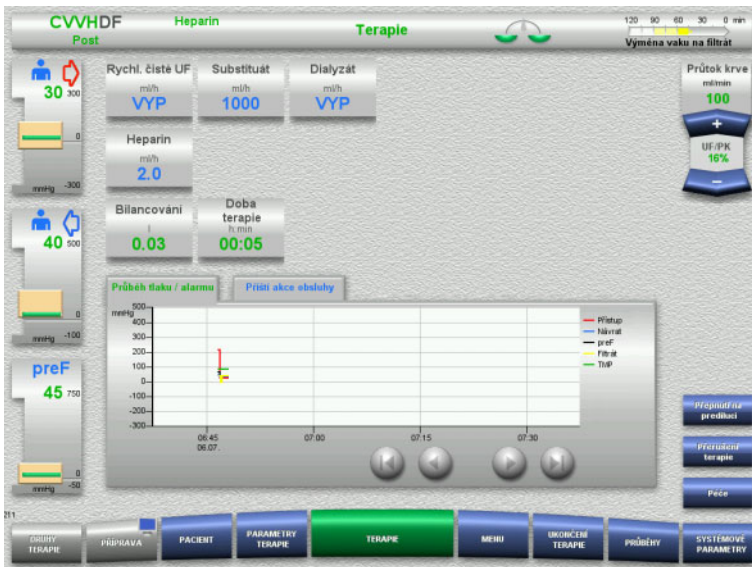 CVVHDF
Post
Heparin
Terapie
120 90 60 30 0 min
Výměna vaku na filtrát
30
300
0
mmHg -300
Rychl. čisté UF
ml/h
VYP
Substituát
ml/h
1000
Dialyzát
ml/h
VYP
Průtok krve
ml/min
100
+
UF/PK
16%
−
Heparin
ml/h
2.0
40
500
0
mmHg -100
Bilancování
l
0.03
Doba
terapie
h:min
00:05
Průběh tlaku / alarmu
Příští akce obsluhy
mmHg
500
400
300
200
100
0
-100
-200
-300
06:45
06.07.
07:00
07:15
07:30
Přístup
Návrat
preF
Filtrát
TMP
preF
45
750
0
mmHg -50
Přepnutí na
prediluci
Přerušení
terapie
Péče
211
DRUHY
TERAPIE
PŘÍPRAVA
PACIENT
PARAMETRY
TERAPIE
TERAPIE
MENU
UKONČENÍ
TERAPIE
PRŮBĚHY
SYSTÉMOVÉ
PARAMETRY